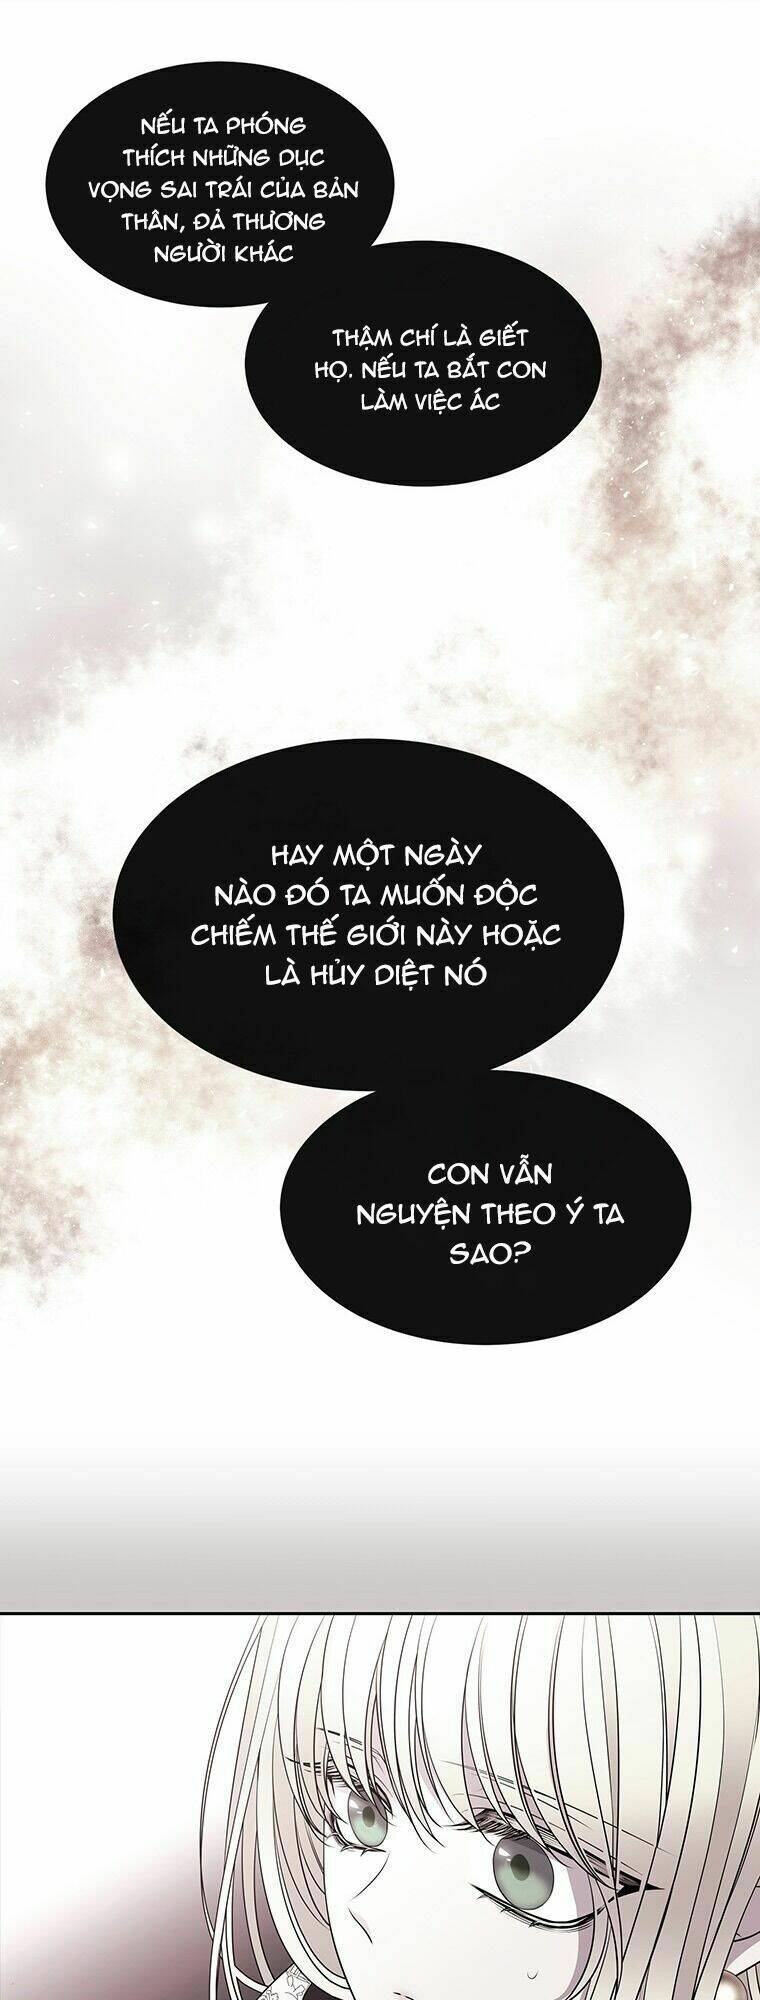 NẾU TA PHÓNG
THÍCH NHỮNG DỤC
VỌNG SAI TRÁI CỦA BẢN
THÂN, ĐẢ THƯƠNG
NGƯỜI KHÁC
THẬM CHÍ LÀ GIẾT
HỌ. NẾU TA BẮT CON
LÀM VIỆC ÁC
HAY MỘT NGÀY
NÀO ĐÓ TA MUỐN ĐỘC
CHIẾM THẾ GIỚI NÀY HOẶC
LÀ HỦY DIỆT NÓ
CON VẪN
NGUYỆN THEO Ý TA
SAO?